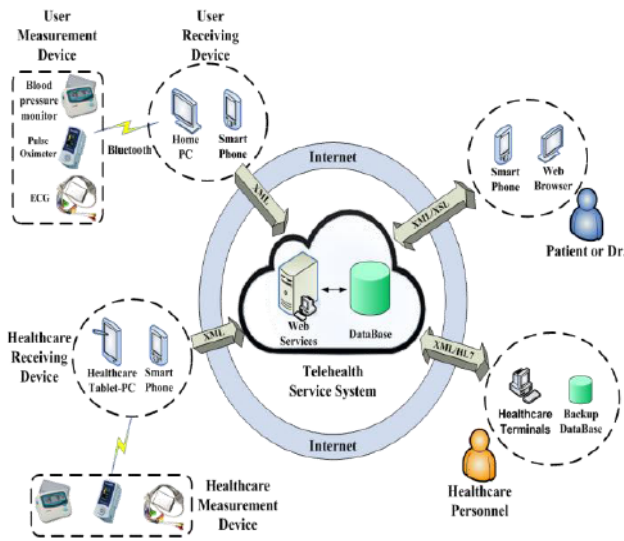 User
Measurement
Device
User
Receiving
Device
Blood
pressure
monitor
Pulse
Oximeter
ECG
Bluetooth
Home
PC
Smart
Phone
Internet
XML
XML/XSL
Smart
Phone
Web
Browser
Patient or Dr.
Web
Services
DataBase
Telehealth
Service System
Healthcare
Receiving
Device
Healthcare
Tablet-PC
Smart
Phone
XML
XML/HL7
Healthcare
Terminals
Backup
DataBase
Internet
Healthcare
Personnel
Healthcare
Measurement
Device